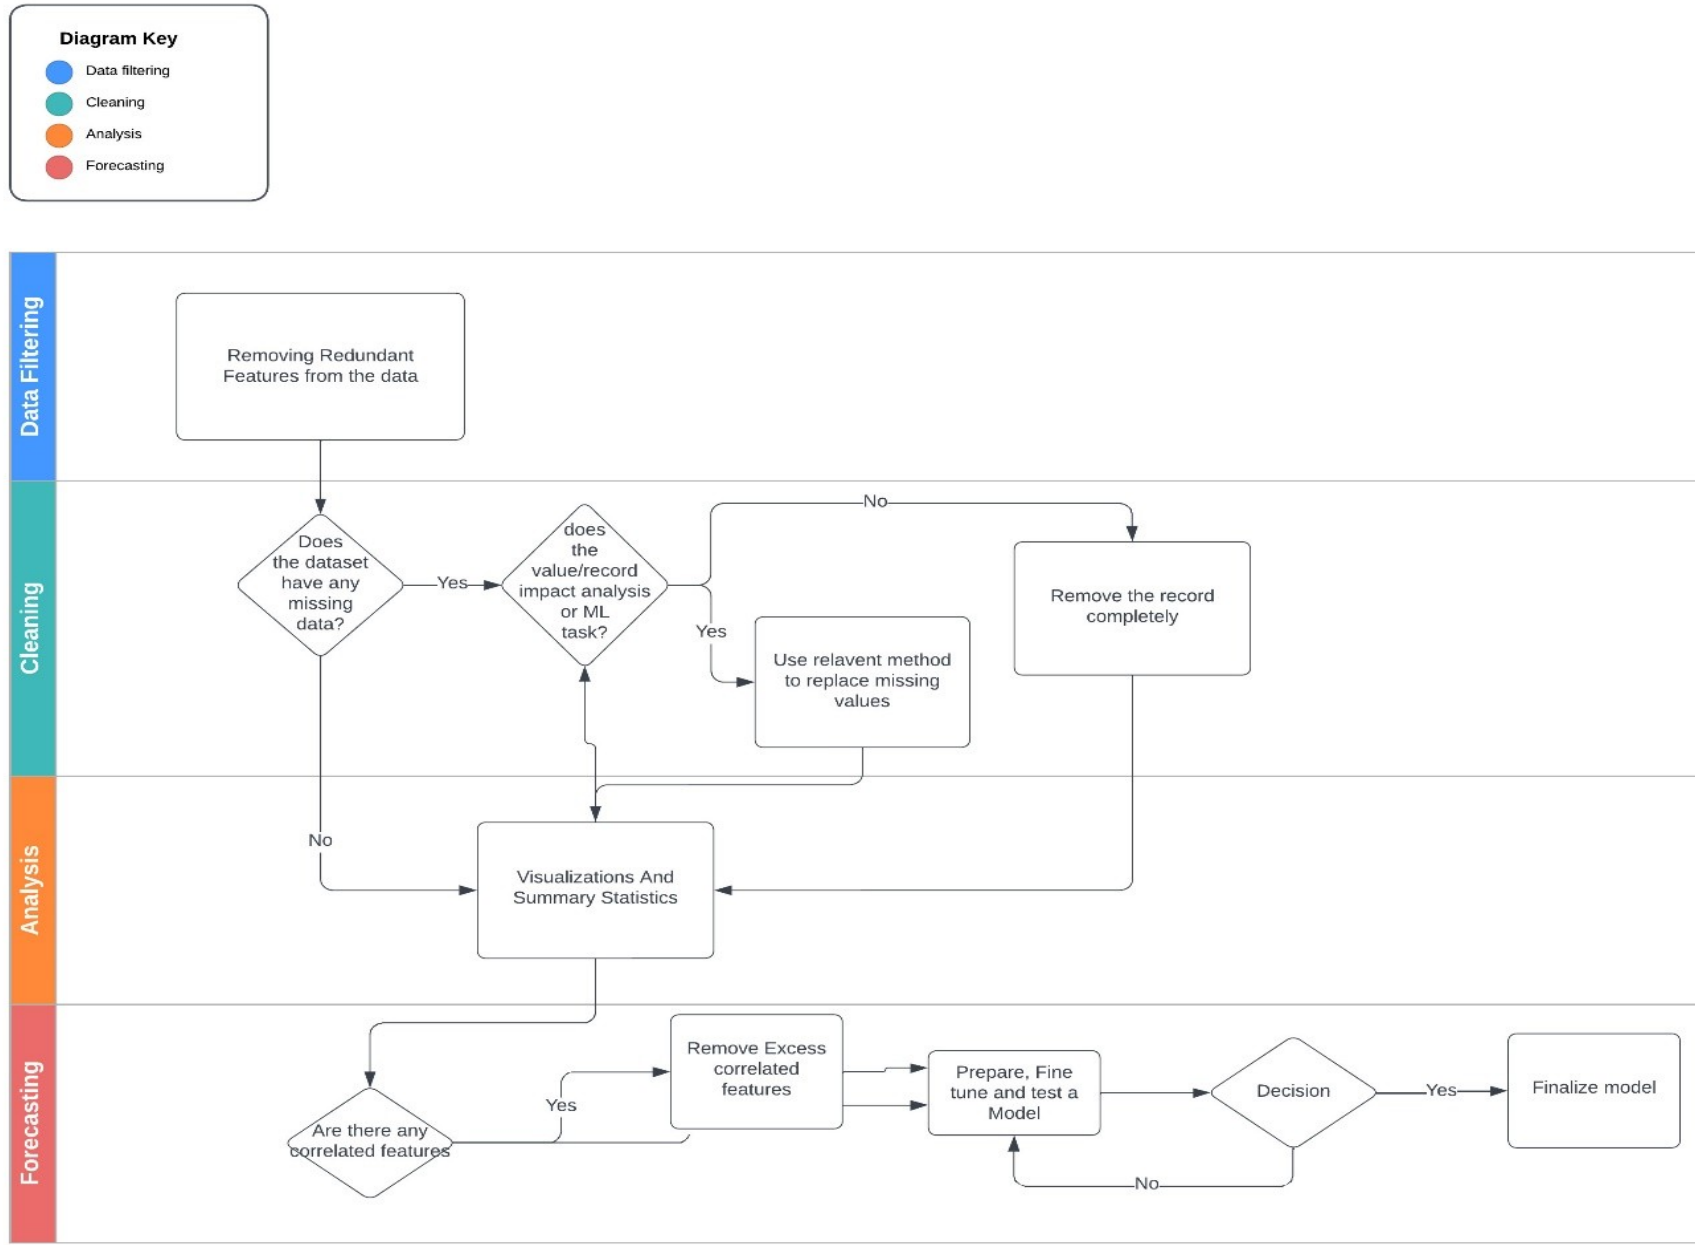 Diagram Key
Data filtering
Cleaning
Analysis
Forecasting
Data Filtering
Removing Redundant
Features from the data
Cleaning
Does
the dataset
have any
missing
data?
Yes
does
the
value/record
impact analysis
or ML
task?
No
Yes
Use relavent method
to replace missing
values
Remove the record
completely
Analysis
No
Visualizations And
Summary Statistics
Forecasting
Are there any
correlated features
Yes
Remove Excess
correlated
features
Prepare, Fine
tune and test a
Model
Decision
Yes
No
Finalize model